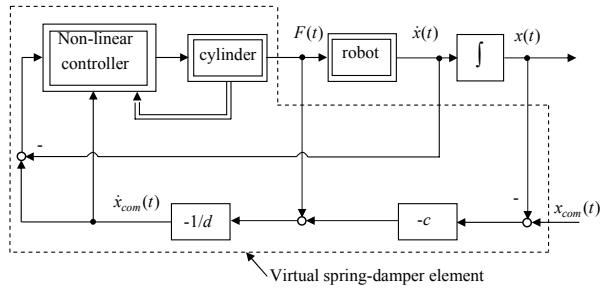 Non-linear
controller
cylinder
F(t)
robot
ẋ(t)
∫
x(t)
-
-
ẋcom(t)
-1/d
-c
xcom(t)
Virtual spring-damper element